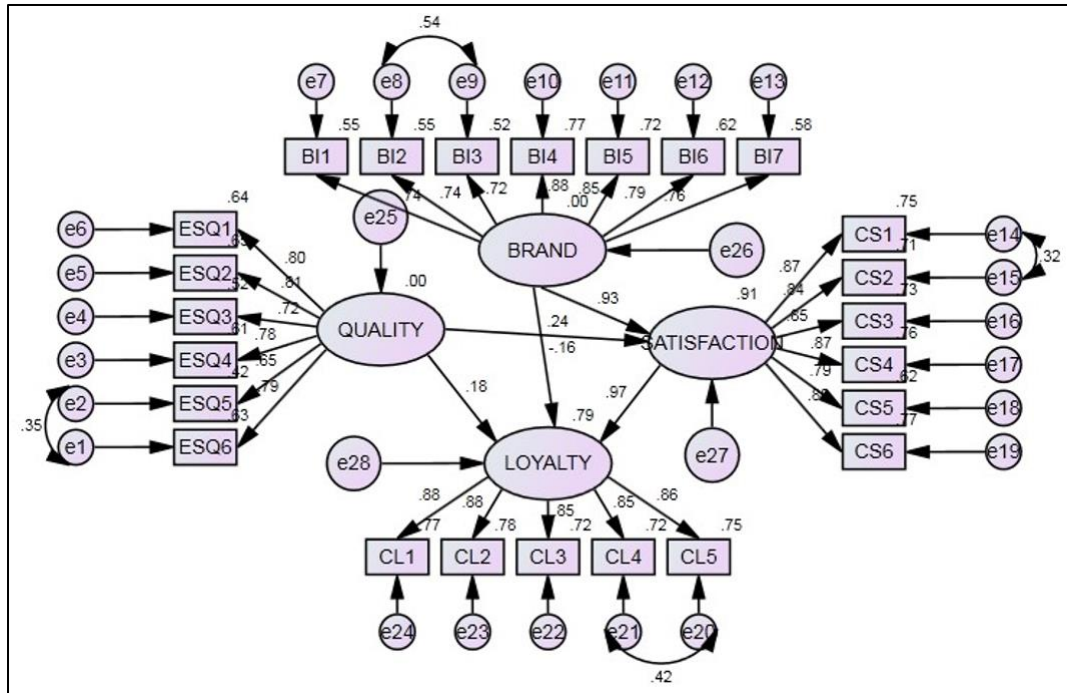 .54
e7 e8 e9 e10 e11 e12 e13
.55 .55 .52 .77 .72 .62 .58
BI1 BI2 BI3 BI4 BI5 BI6 BI7
.74 .74 .72 .88 .85 .79 .76
e25
.00
BRAND
e26
.64
e6 ESQ1
.65
e5 ESQ2
.52
e4 ESQ3
.61
e3 ESQ4
.42
e2 ESQ5
.63
e1 ESQ6
.35
.80
.81
.72
.78
.65
.79
.00
QUALITY
.93
.24
-.16
.18
.97
.91
SATISFACTION
e27
.87
.84
.85
.87
.79
.75
CS1 e14
.71
CS2 e15
.32
.73
CS3 e16
.76
CS4 e17
.62
CS5 e18
.77
CS6 e19
.79
LOYALTY
e28
.88 .88 .85 .85 .86
.77 .78 .72 .72 .75
CL1 CL2 CL3 CL4 CL5
e24 e23 e22 e21 e20
.42